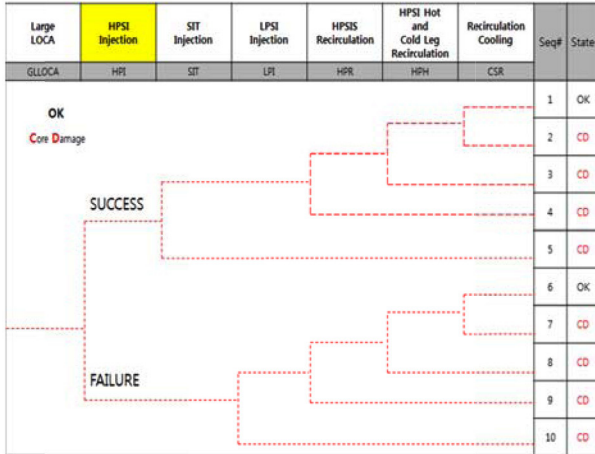 Large LOCA
HPSI Injection
SIT Injection
LPSI Injection
HPSIS Recirculation
HPSI Hot and Cold Leg Recirculation
Recirculation Cooling
Seq#
State
GLLOCA
HPI
SIT
LPI
HPR
HPH
CSR
OK
Core Damage
SUCCESS
FAILURE
1 OK
2 CD
3 CD
4 CD
5 CD
6 OK
7 CD
8 CD
9 CD
10 CD